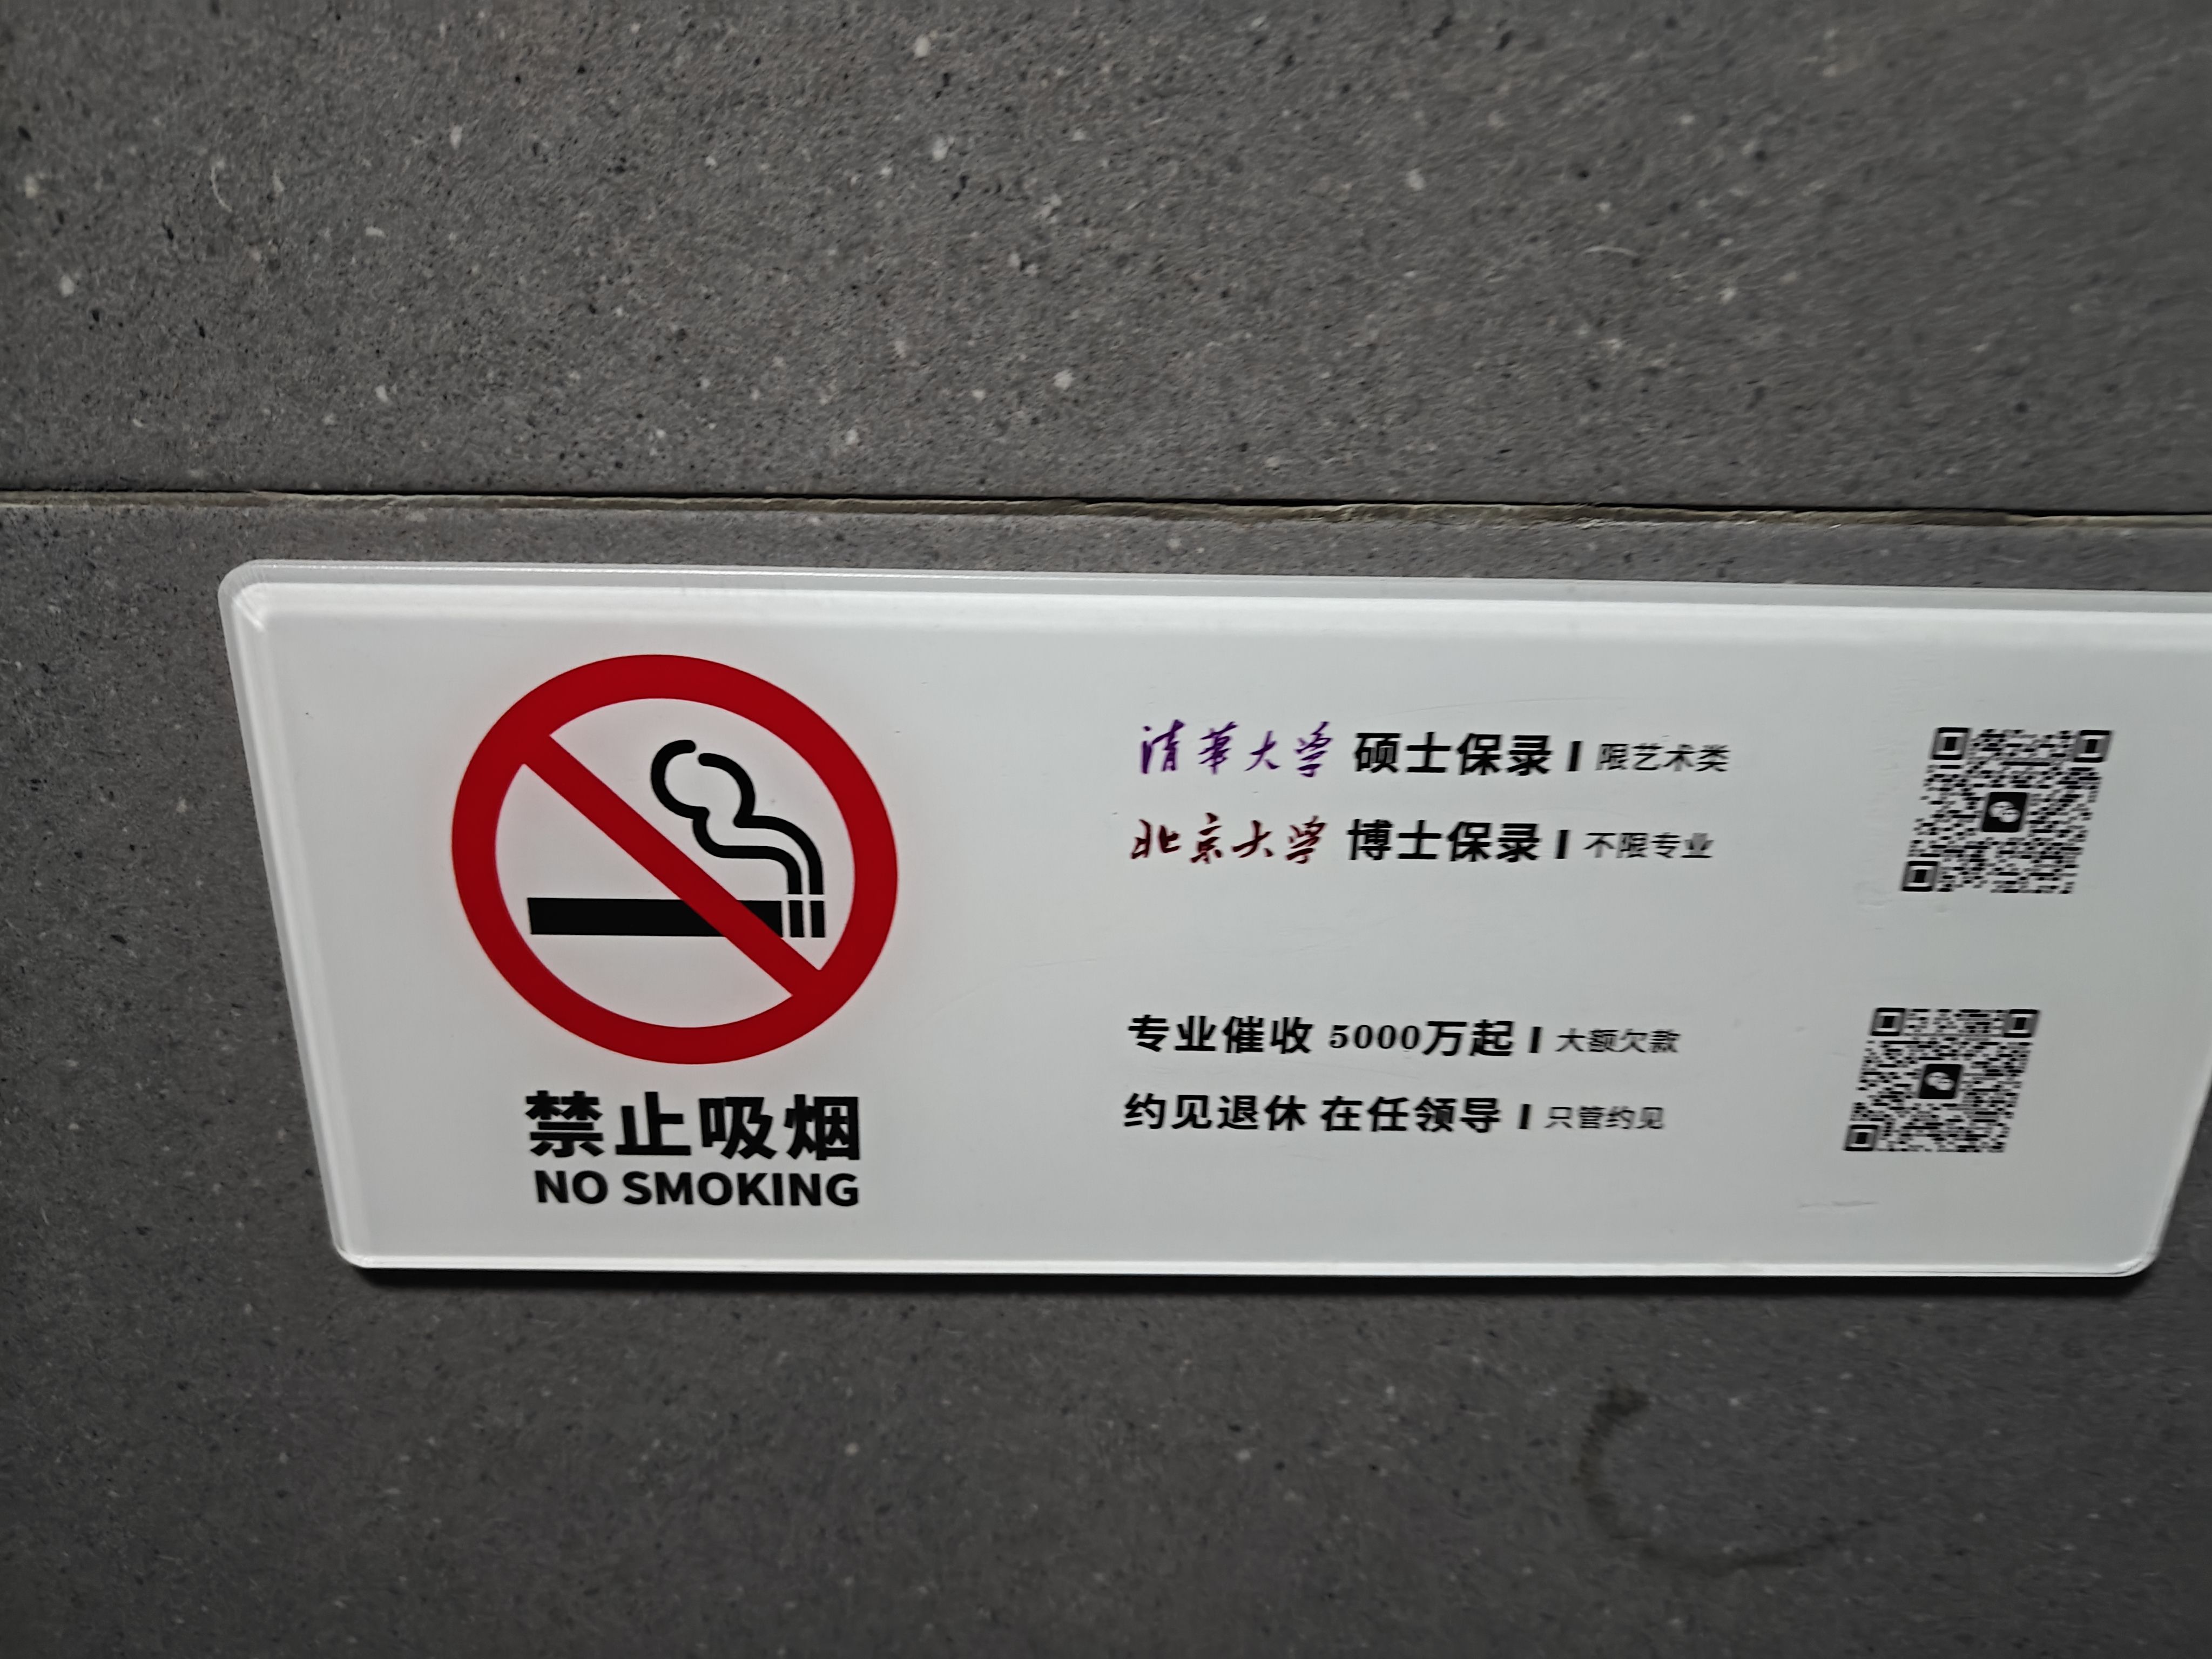 禁止吸烟
NO SMOKING
清華大学 硕士保录 | 限艺术类
北京大学 博士保录 | 不限专业
专业催收 5000万起 | 大额欠款
约见退休 在任领导 | 只管约见